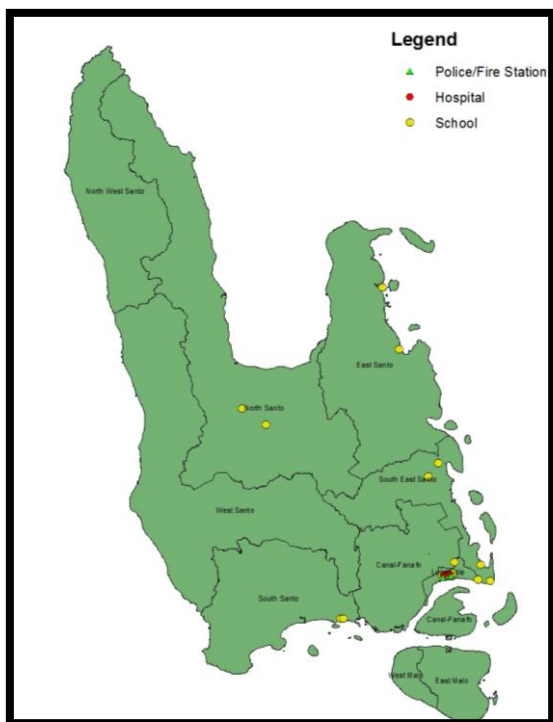 Legend
Police/Fire Station
Hospital
School
North West Santo
East Santo
North Santo
South East Santo
West Santo
Canal-Fanafo
South Santo
Canal-Fanafo
West Malo
East Malo